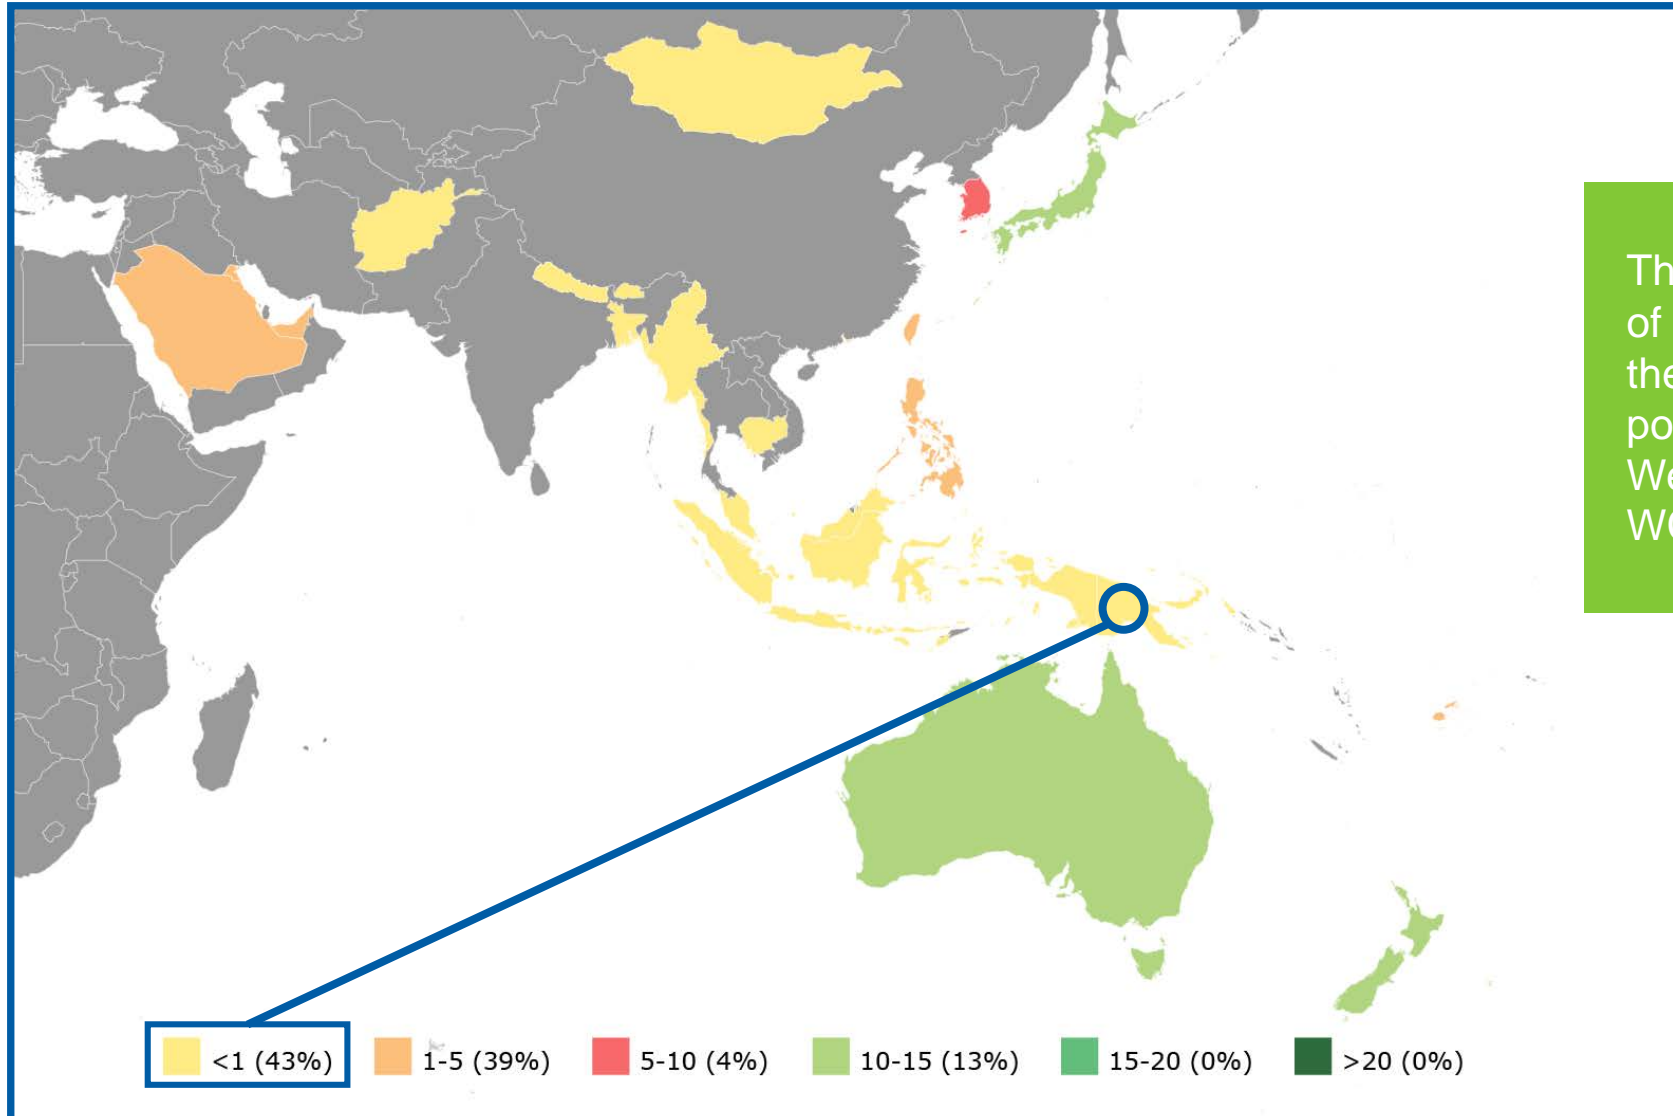 Th
of
the
po
We
<1 (43%)
1-5 (39%)
5-10 (4%)
10-15 (13%)
15-20 (0%)
>20 (0%)